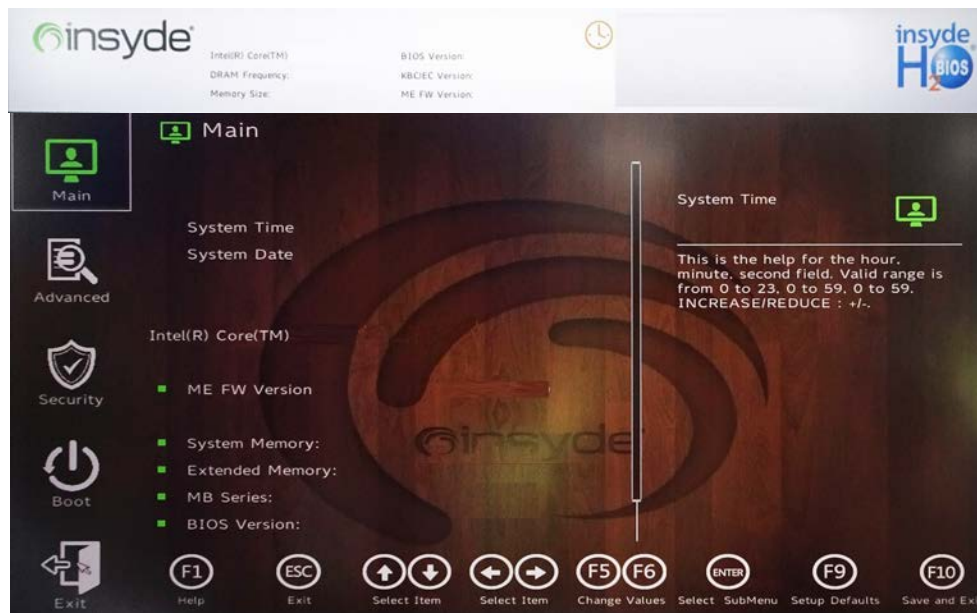 insyde
Intel(R) Core(TM)
DRAM Frequency:
Memory Size:
BIOS Version:
KBC/EC Version:
ME FW Version:
insyde
H2O
BIOS
Main
Main
System Time
System Date
Advanced
Intel(R) Core(TM)
Security
ME FW Version
System Memory:
Extended Memory:
MB Series:
BIOS Version:
Boot
Exit
insyde
System Time
This is the help for the hour,
minute, second field. Valid range is
from 0 to 23, 0 to 59, 0 to 59.
INCREASE/REDUCE : +/-.
F1
Help
ESC
Exit
Select Item
Select Item
F5 F6
Change Values
ENTER
Select SubMenu
F9
Setup Defaults
F10
Save and Ex